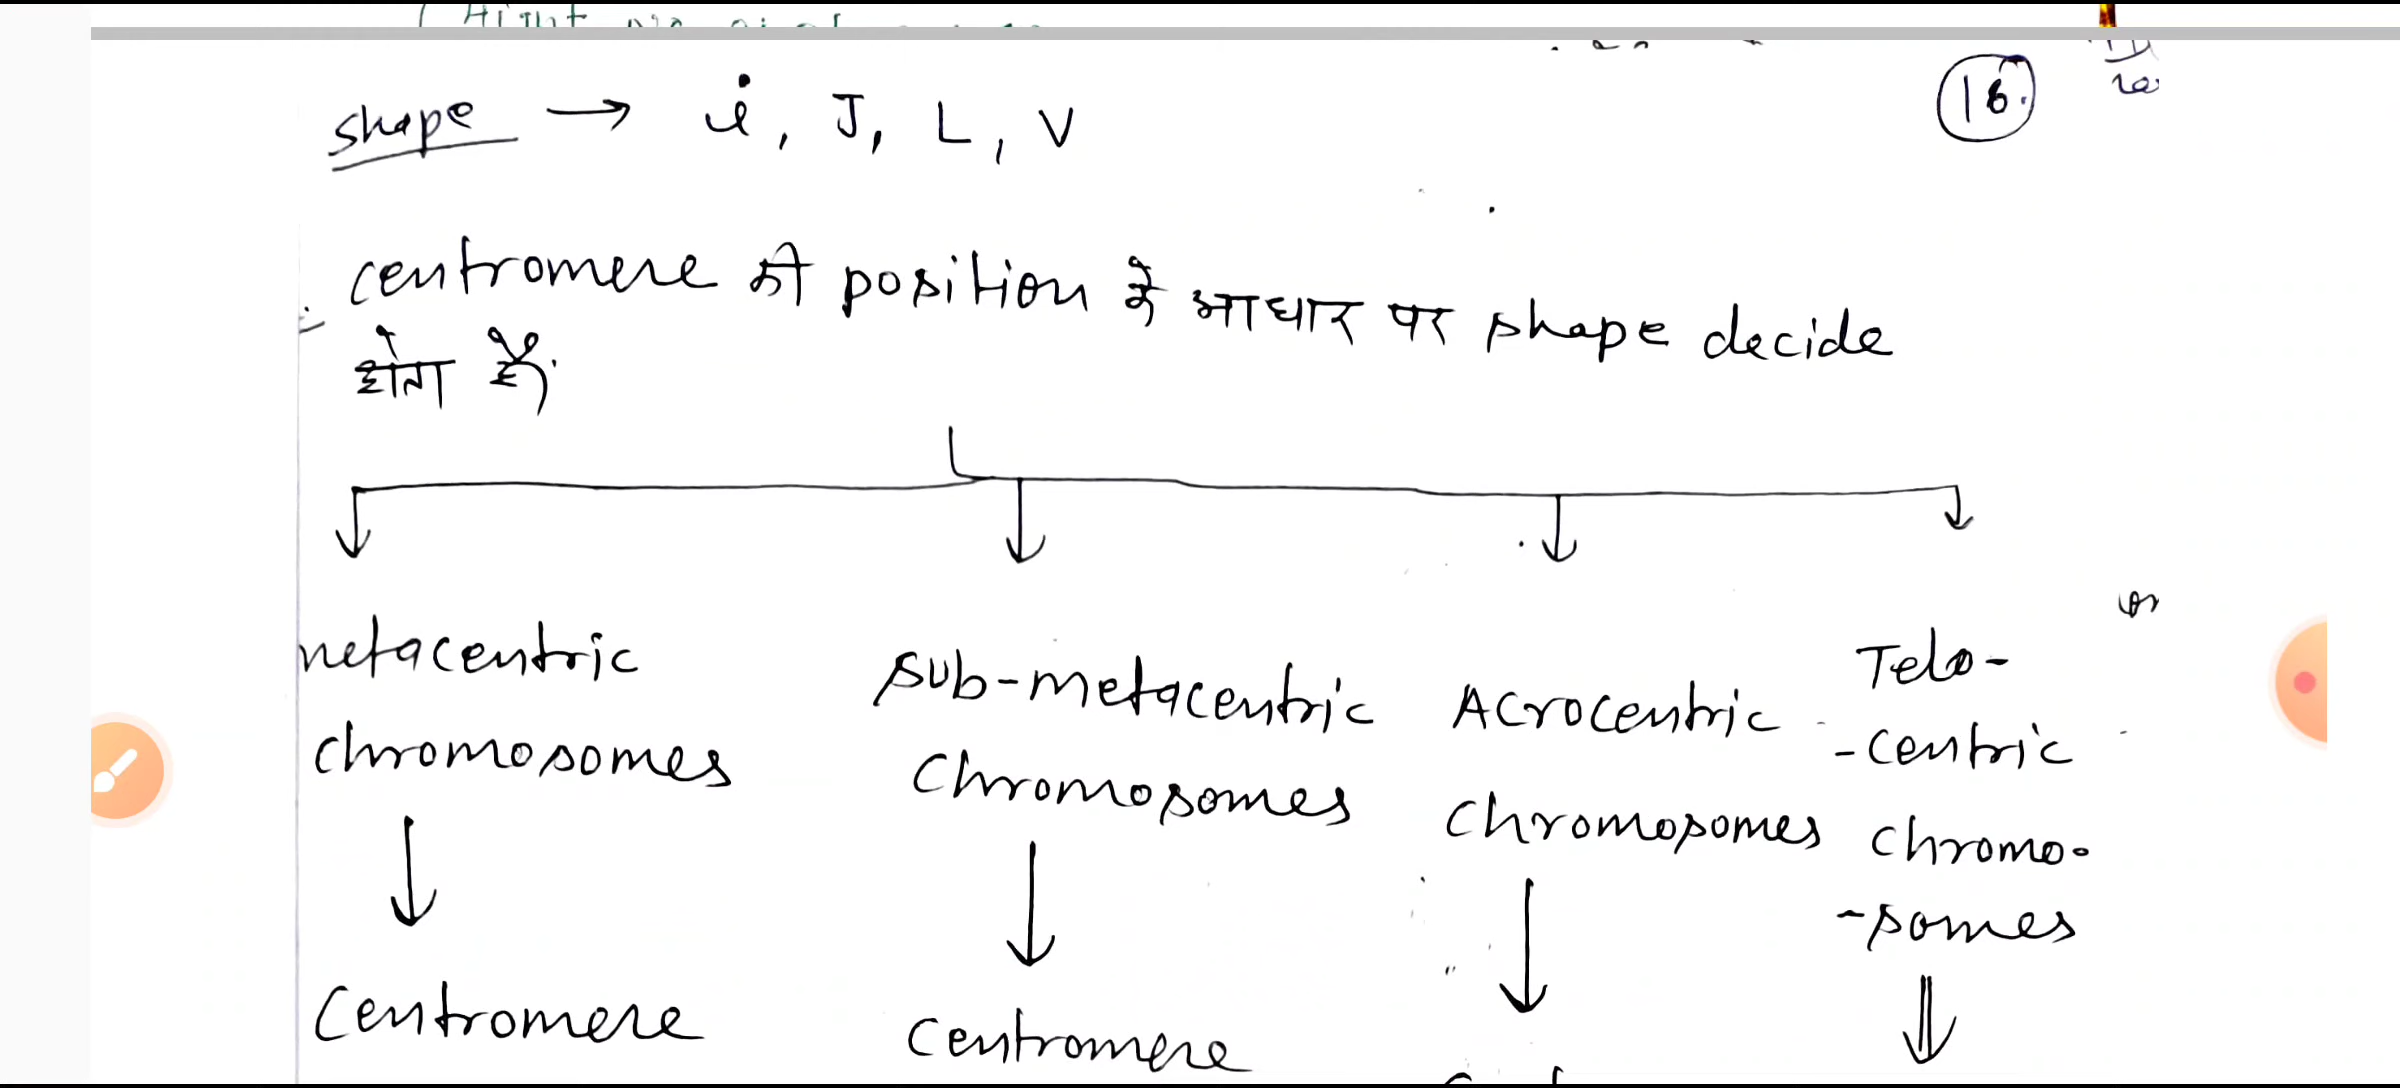 shape → i, J, L, V
16.
centromere की position के आधार पर shape decide
होता है।
metacentric
chromosomes
Centromere
sub-metacentric
Chromosomes
Centromere
Acrocentric
Chromosomes
Telo-
-centric
chromo-
-somes